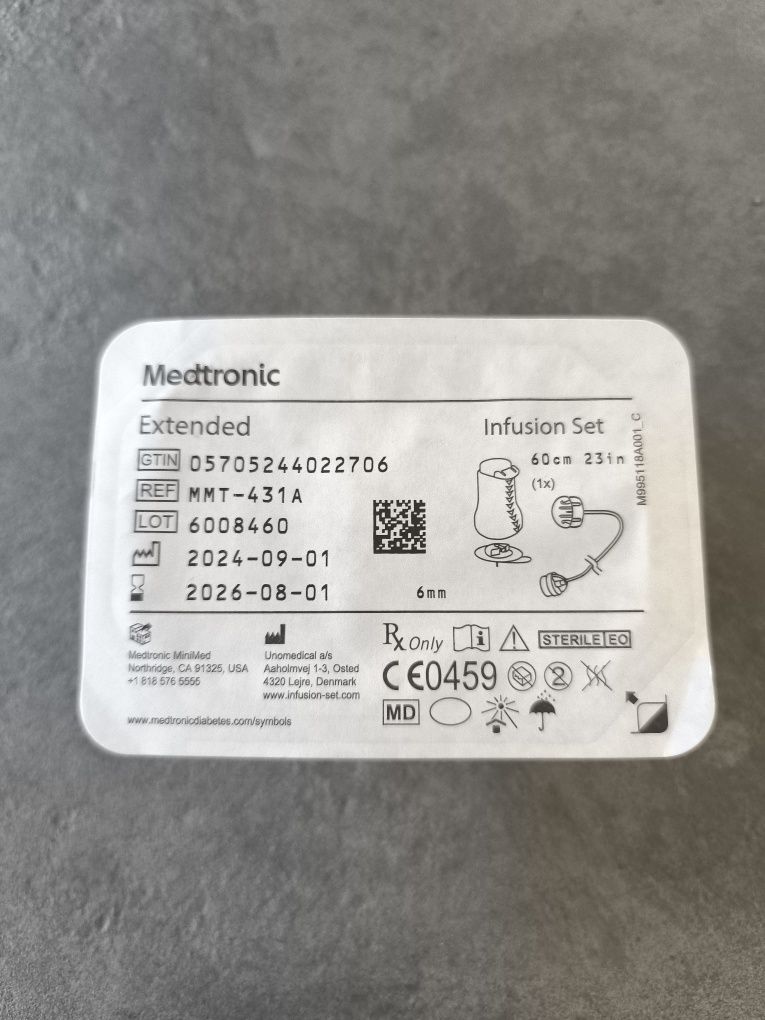 Medtronic
Extended
Infusion Set
GTIN 05705244022706
60cm 23in
REF MMT-431A
(1x)
LOT 6008460
2024-09-01
2026-08-01
6mm
M995118A001_C
Medtronic MiniMed
Northridge, CA 91325, USA
+1 818 576 5555
Unomedical a/s
Aaholmvej 1-3, Osted
4320 Lejre, Denmark
www.infusion-set.com
www.medtronicdiabetes.com/symbols
Rx Only
i
STERILE EO
CE0459
2
MD